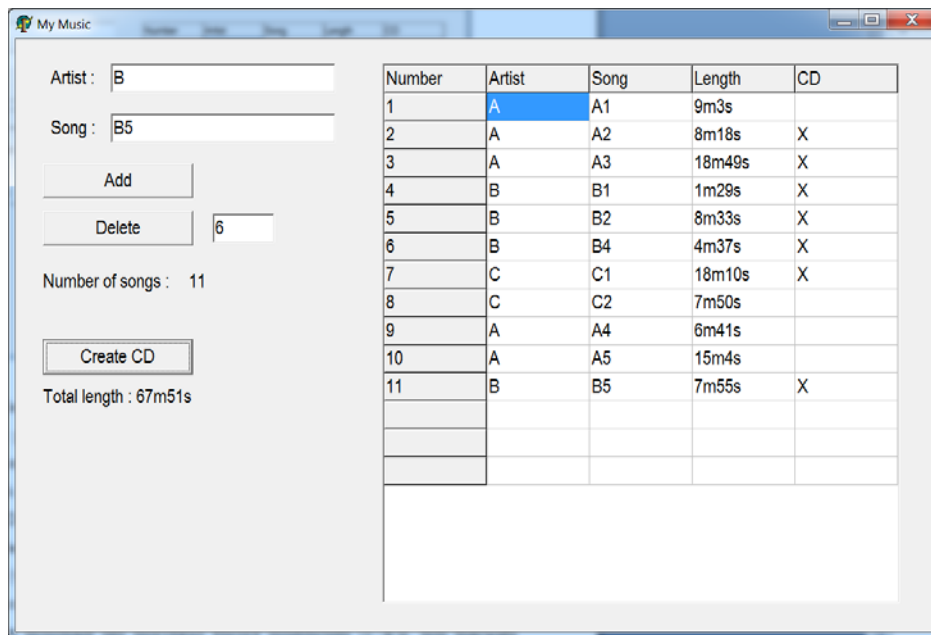 My Music
Artist : B
Song : B5
Add
Delete 6
Number of songs : 11
Create CD
Total length : 67m51s
Number Artist Song Length CD
1 A A1 9m3s
2 A A2 8m18s X
3 A A3 18m49s X
4 B B1 1m29s X
5 B B2 8m33s X
6 B B4 4m37s X
7 C C1 18m10s X
8 C C2 7m50s
9 A A4 6m41s
10 A A5 15m4s
11 B B5 7m55s X